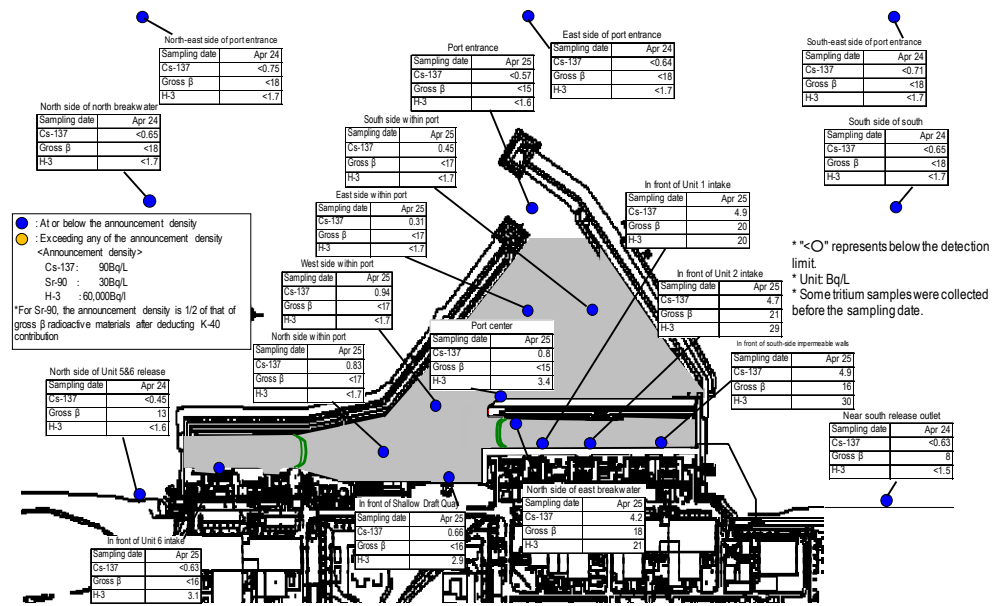 North-east side of port entrance
Sampling date Apr 24
Cs-137 <0.75
Gross β <18
H-3 <1.7
East side of port entrance
Sampling date Apr 24
Cs-137 <0.64
Gross β <18
H-3 <1.7
South-east side of port entrance
Sampling date Apr 24
Cs-137 <0.71
Gross β <18
H-3 <1.7
Port entrance
Sampling date Apr 25
Cs-137 <0.57
Gross β <15
H-3 <1.6
North side of north breakwater
Sampling date Apr 24
Cs-137 <0.65
Gross β <18
H-3 <1.7
South side within port
Sampling date Apr 25
Cs-137 0.45
Gross β <17
H-3 <1.7
South side of south
Sampling date Apr 24
Cs-137 <0.65
Gross β <18
H-3 <1.7
East side within port
Sampling date Apr 25
Cs-137 0.31
Gross β <17
H-3 <1.7
In front of Unit 1 intake
Sampling date Apr 25
Cs-137 4.9
Gross β 20
H-3 20
: At or below the announcement density
: Exceeding any of the announcement density
<Announcement density>
Cs-137: 90Bq/L
Sr-90: 30Bq/L
H-3 :60,000Bq/l
*For Sr-90, the announcement density is 1/2 of that of
gross β radioactive materials after deducting K-40
contribution
* "<○" represents below the detection
limit.
* Unit: Bq/L
* Some tritium samples were collected
before the sampling date.
West side within port
Sampling date Apr 25
Cs-137 0.94
Gross β <17
H-3 <1.7
In front of Unit 2 intake
Sampling date Apr 25
Cs-137 4.7
Gross β 21
H-3 29
Port center
Sampling date Apr 25
Cs-137 0.8
Gross β <15
H-3 3.4
North side within port
Sampling date Apr 25
Cs-137 0.83
Gross β <17
H-3 <1.7
In front of south-side impermeable walls
Sampling date Apr 25
Cs-137 4.9
Gross β 16
H-3 30
North side of Unit 5&6 release
Sampling date Apr 24
Cs-137 <0.45
Gross β 13
H-3 <1.6
Near south release outlet
Sampling date Apr 24
Cs-137 <0.63
Gross β 8
H-3 <1.5
North side of east breakwater
Sampling date Apr 25
Cs-137 4.2
Gross β 18
H-3 21
In front of Shallow Draft Quay
Sampling date Apr 25
Cs-137 0.66
Gross β <16
H-3 2.9
In front of Unit 6 intake
Sampling date Apr 25
Cs-137 <0.63
Gross β <16
H-3 3.1